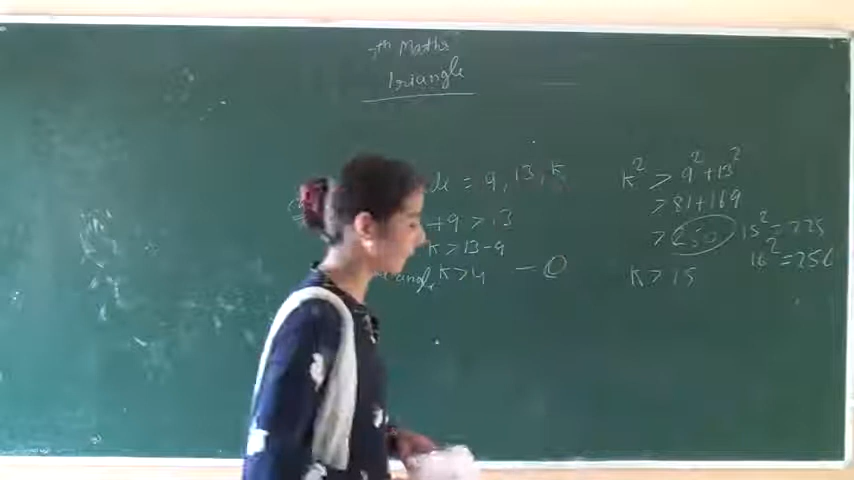 7th Maths
Triangle
= 9, 13, k
+9 > 13
k > 13-9
k > 4 —
k² > 9² + 13²
> 81 + 169
> 250 15² = 225
16² = 256
k > 15